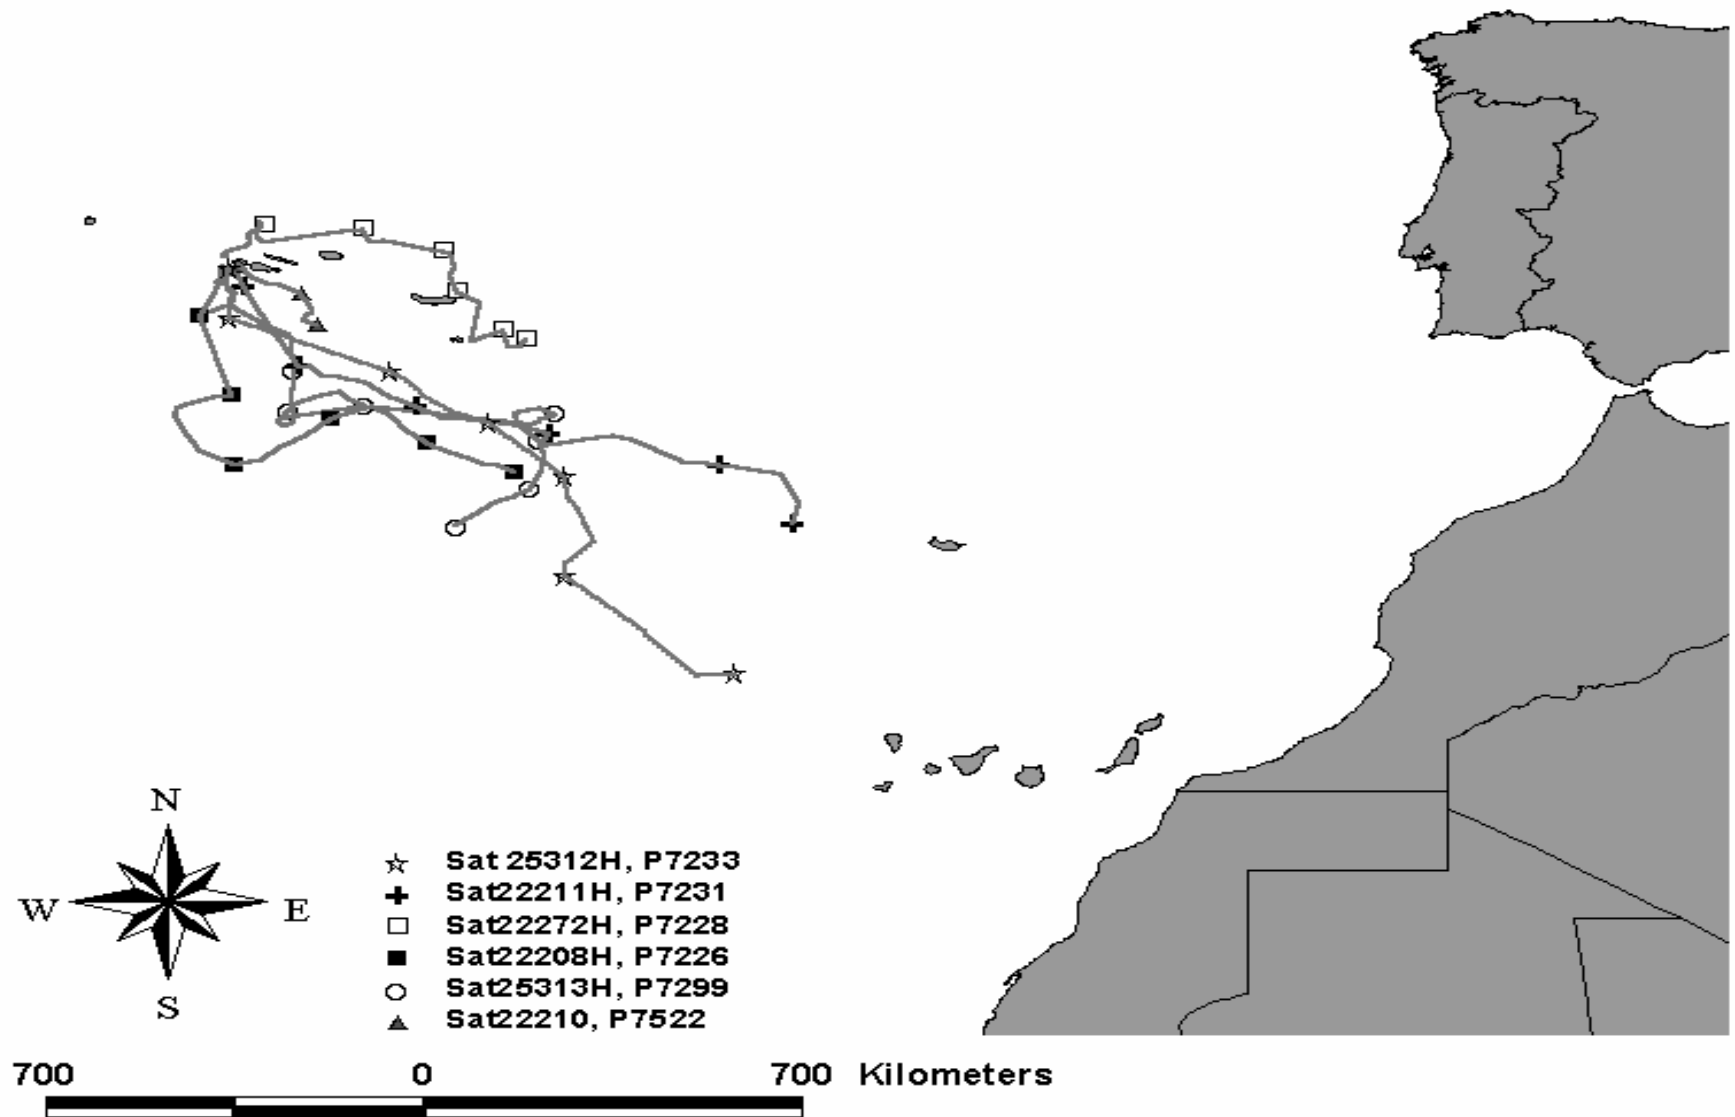 N
W E
S
Sat 25312H, P7233
Sat22211H, P7231
Sat22272H, P7228
Sat22208H, P7226
Sat25313H, P7299
Sat22210, P7522
700 0 700 Kilometers